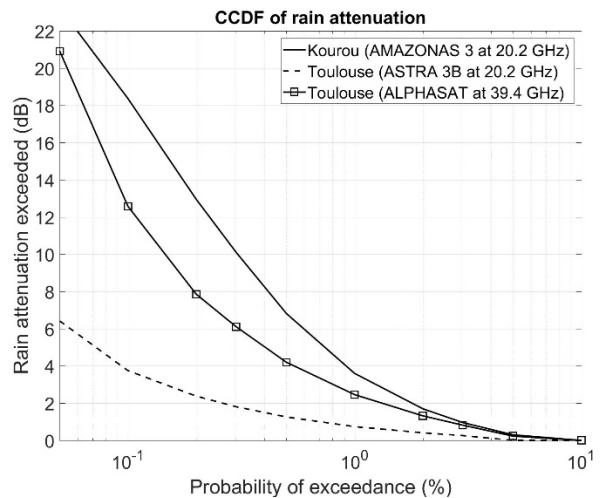 CCDF of rain attenuation
Kourou (AMAZONAS 3 at 20.2 GHz)
Toulouse (ASTRA 3B at 20.2 GHz)
Toulouse (ALPHASAT at 39.4 GHz)
Rain attenuation exceeded (dB)
22
20
18
16
14
12
10
8
6
4
2
0
10⁻¹
10⁰
10¹
Probability of exceedance (%)